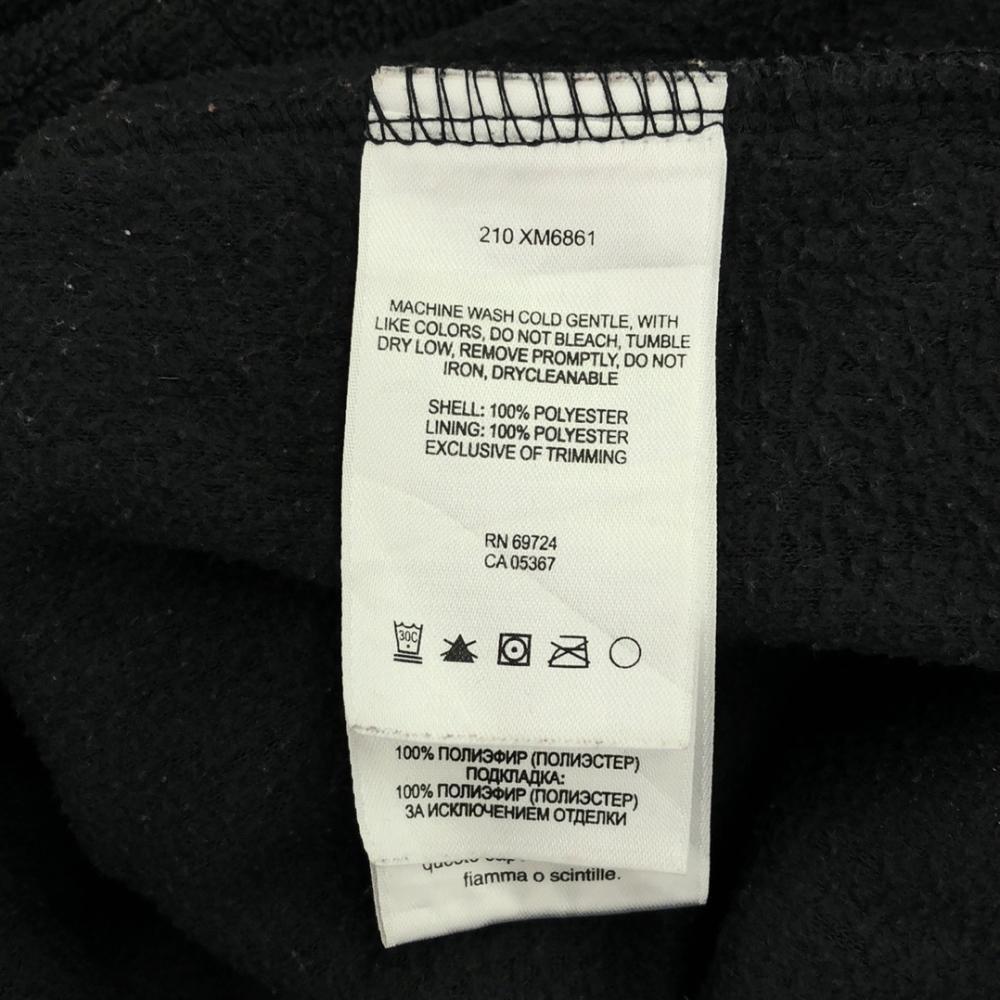 210 XM6861
MACHINE WASH COLD GENTLE, WITH
LIKE COLORS, DO NOT BLEACH, TUMBLE
DRY LOW, REMOVE PROMPTLY, DO NOT
IRON, DRYCLEANABLE
SHELL: 100% POLYESTER
LINING: 100% POLYESTER
EXCLUSIVE OF TRIMMING
RN 69724
CA 05367
30C
100% ПОЛИЭФИР (ПОЛИЭСТЕР)
ПОДКЛАДКА:
100% ПОЛИЭФИР (ПОЛИЭСТЕР)
ЗА ИСКЛЮЧЕНИЕМ ОТДЕЛКИ
fiamma o scintille.